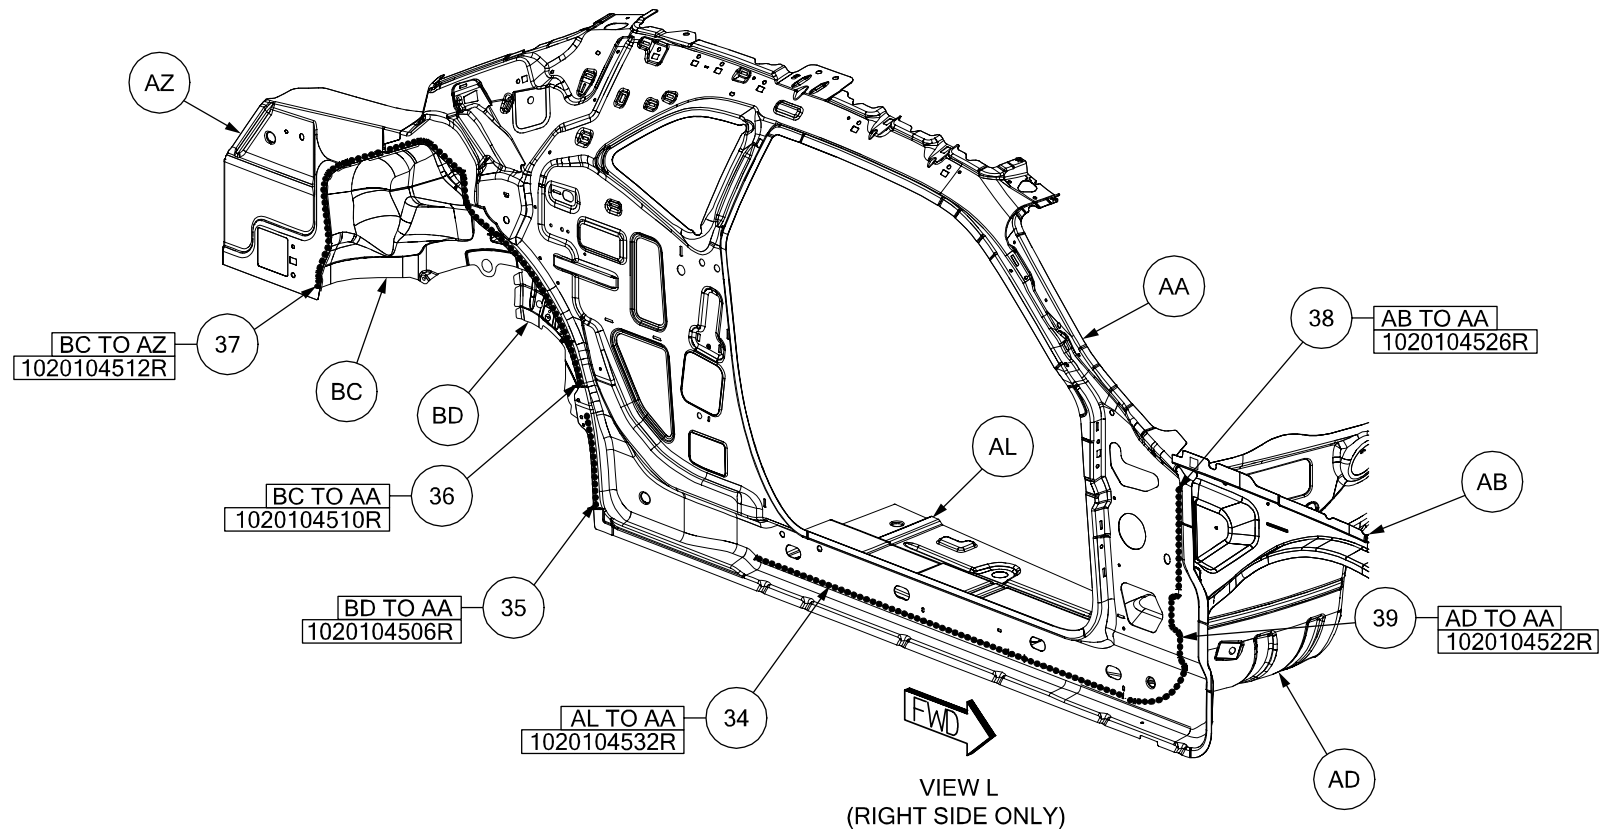 AZ
AA
38
AB TO AA
1020104526R
BC TO AZ
1020104512R
37
BC
BD
AL
AB
BC TO AA
1020104510R
36
BD TO AA
1020104506R
35
39
AD TO AA
1020104522R
AL TO AA
1020104532R
34
FWD
AD
VIEW L
(RIGHT SIDE ONLY)